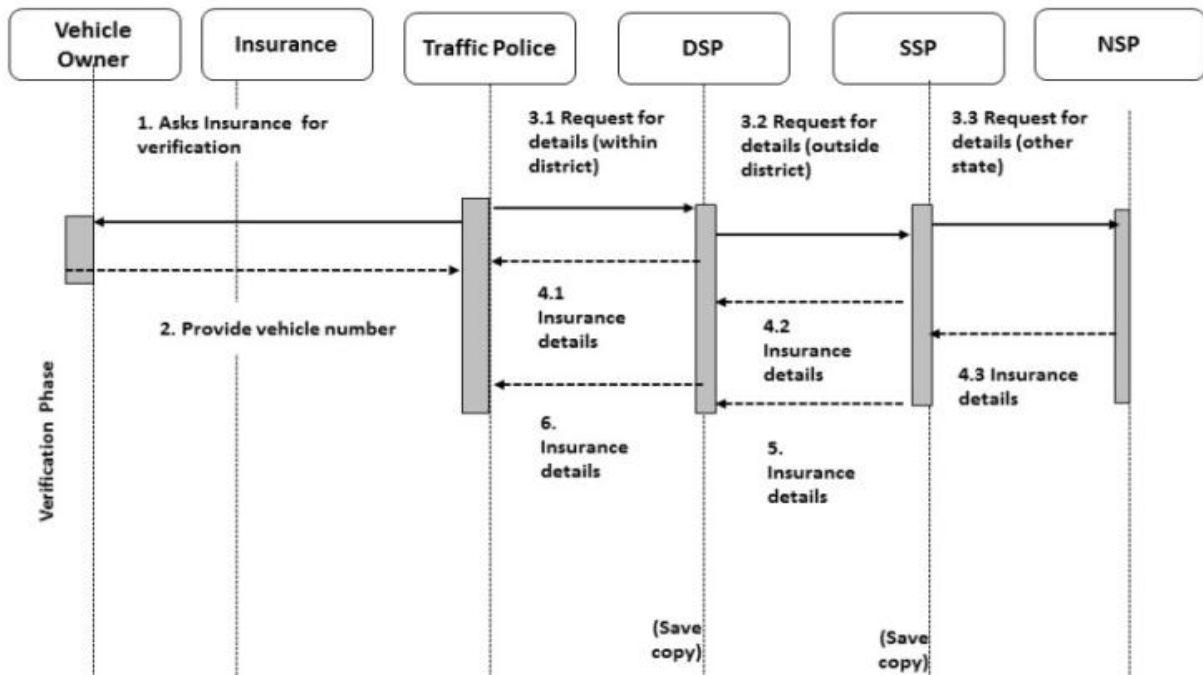 Vehicle
Owner
Insurance
Traffic Police
DSP
SSP
NSP
1. Asks Insurance for
verification
3.1 Request for
details (within
district)
3.2 Request for
details (outside
district)
3.3 Request for
details (other
state)
2. Provide vehicle number
4.1
Insurance
details
4.2
Insurance
details
4.3 Insurance
details
6.
Insurance
details
5.
Insurance
details
Verification Phase
(Save
copy)
(Save
copy)